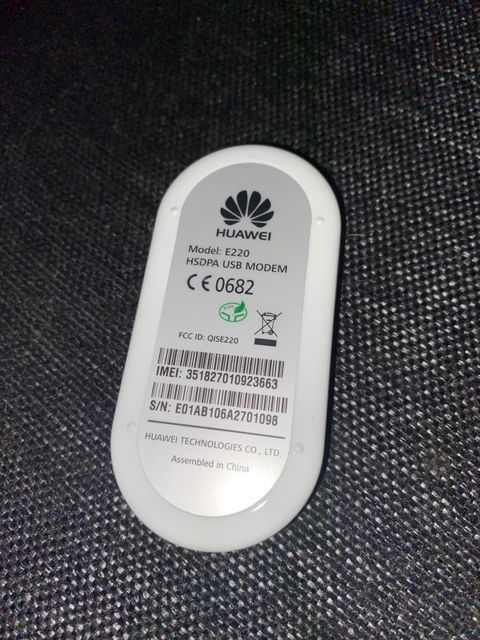 HUAWEI
Model: E220
HSDPA USB MODEM
CE 0682
FCC ID: QISE220
IMEI: 351827010923663
S/N: E01AB106A2701098
HUAWEI TECHNOLOGIES CO., LTD.
Assembled in China